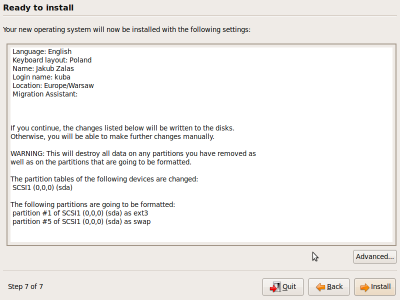 Ready to install
Your new operating system will now be installed with the following settings:
Language: English
Keyboard layout: Poland
Name: Jakub Zalas
Login name: kuba
Location: Europe/Warsaw
Migration Assistant:
If you continue, the changes listed below will be written to the disks.
Otherwise, you will be able to make further changes manually.
WARNING: This will destroy all data on any partitions you have removed as
well as on the partitions that are going to be formatted.
The partition tables of the following devices are changed:
SCSI1 (0,0,0) (sda)
The following partitions are going to be formatted:
partition #1 of SCSI1 (0,0,0) (sda) as ext3
partition #5 of SCSI1 (0,0,0) (sda) as swap
Advanced...
Step 7 of 7
Quit
Back
Install